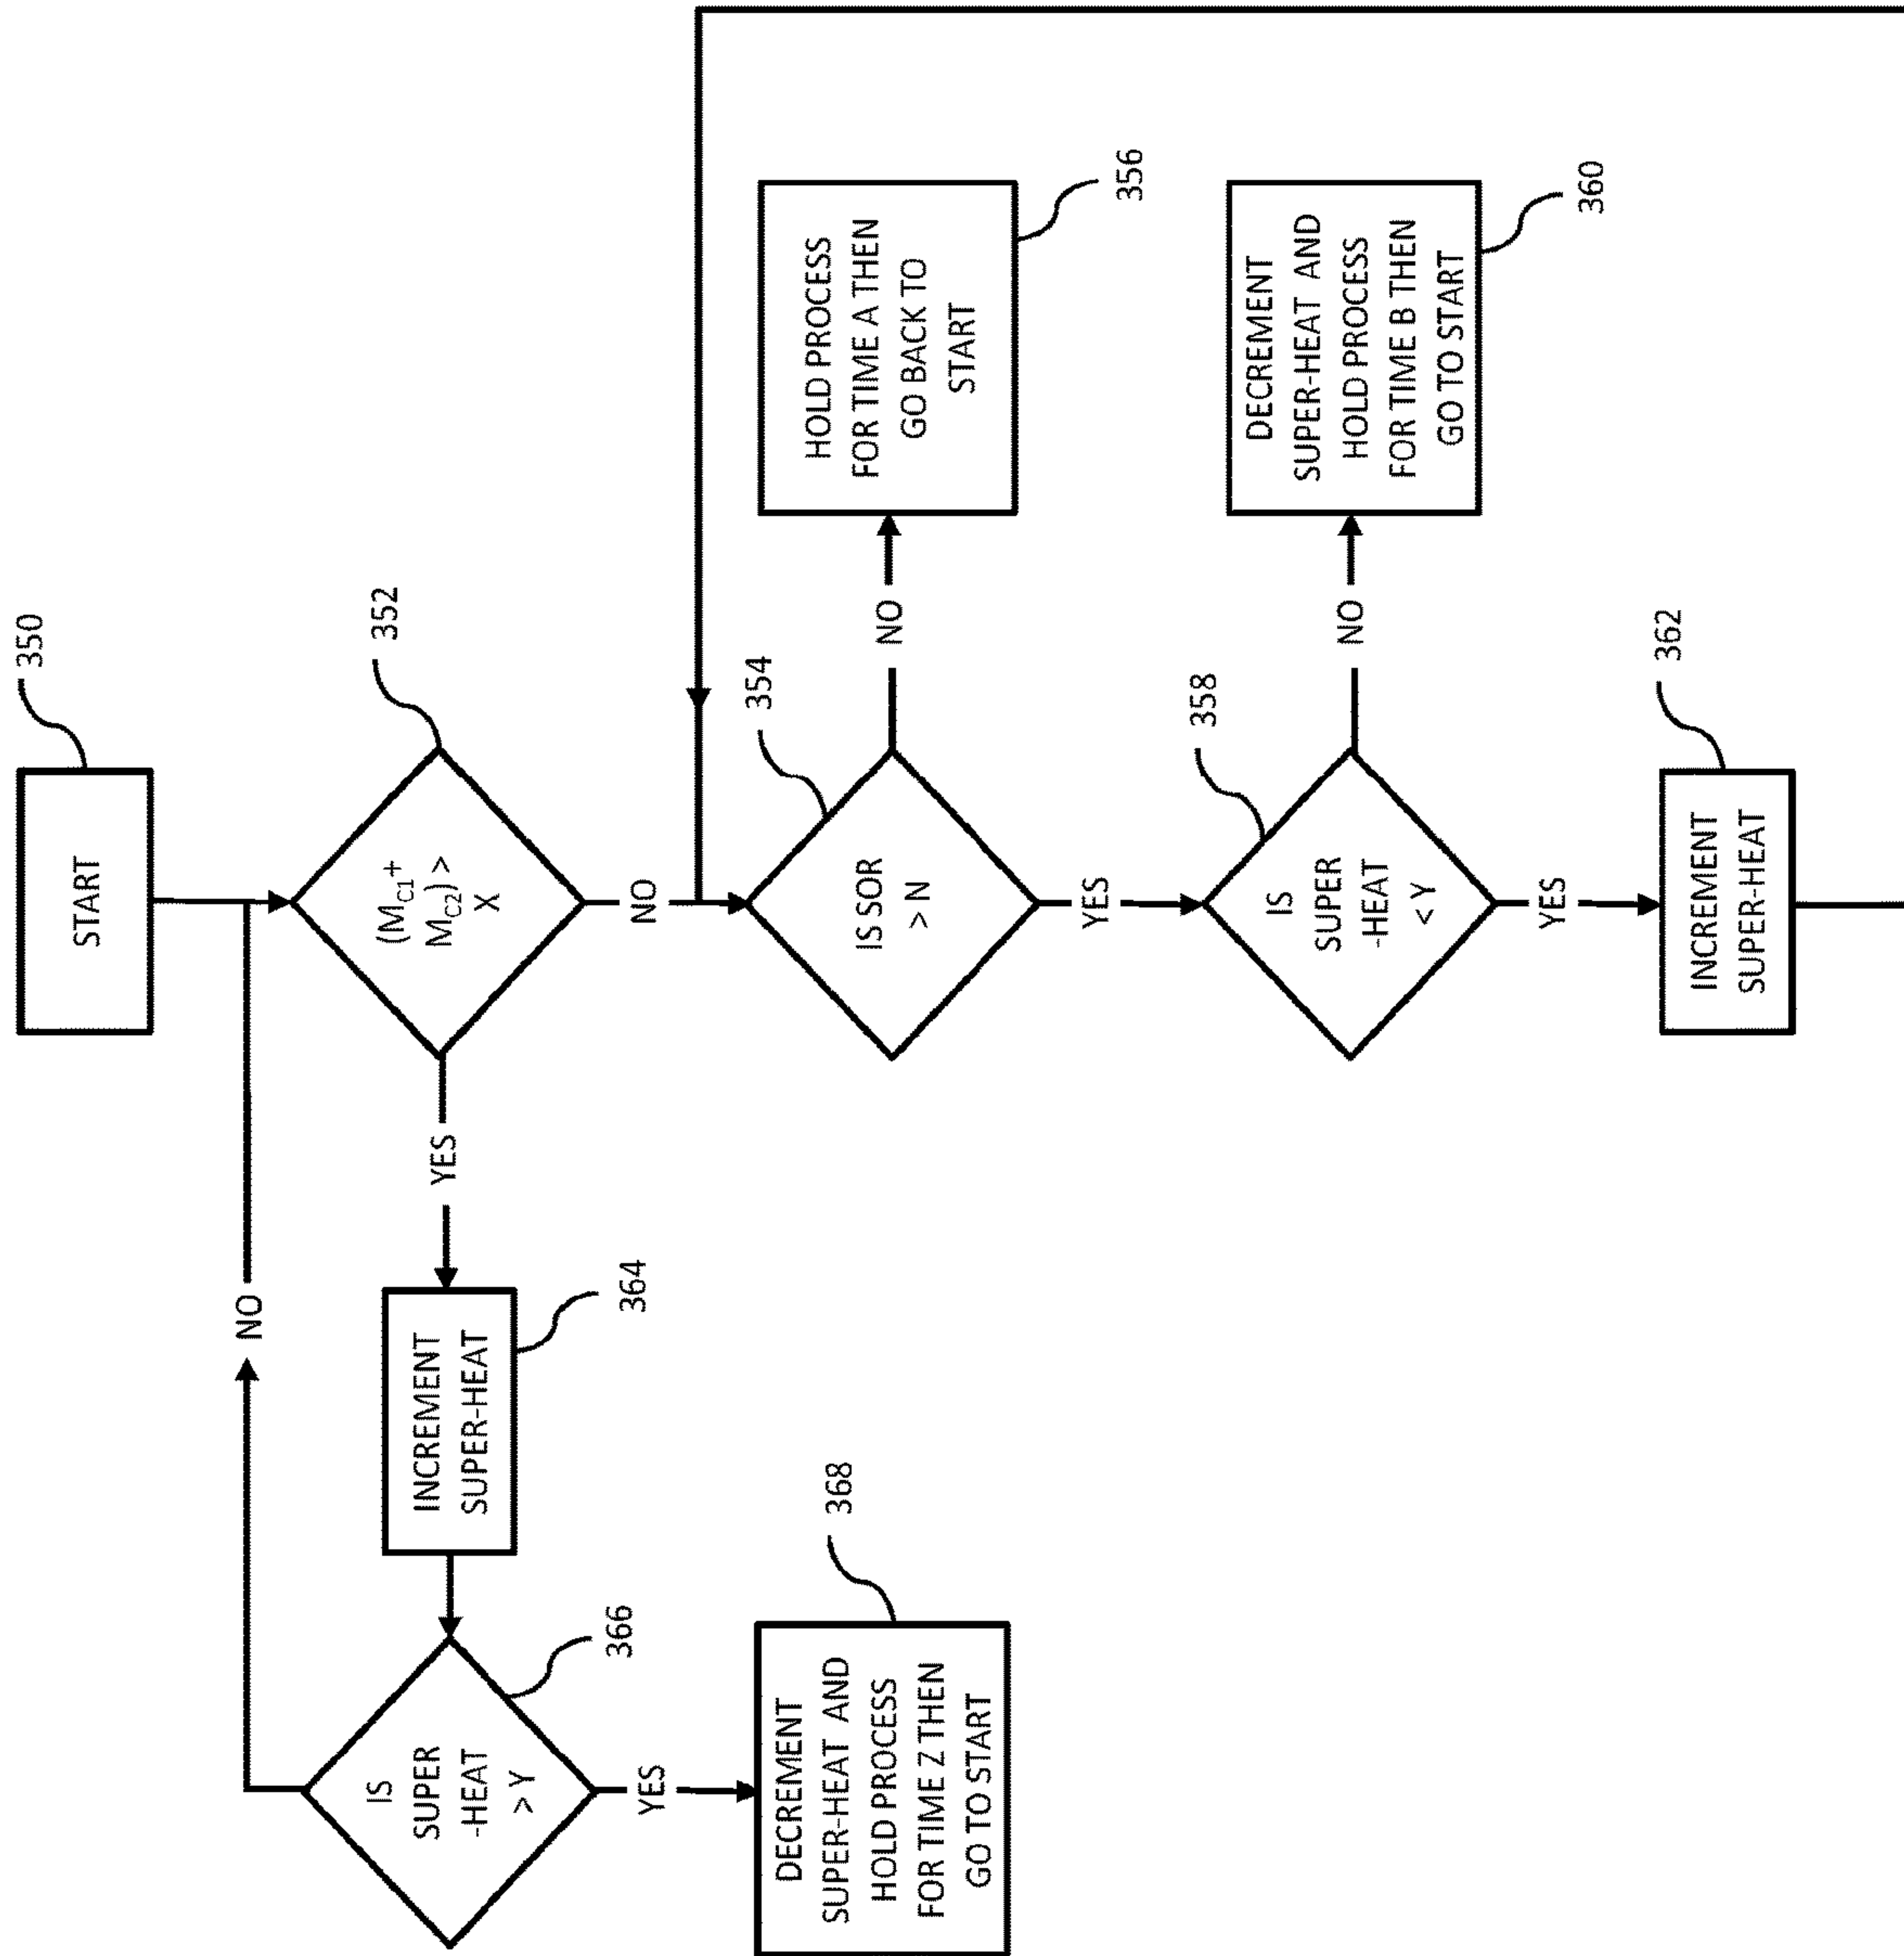 START
350
(MC1+
MC2) >
X
352
NO
YES
INCREMENT
SUPER-HEAT
364
IS
SUPER
-HEAT
> Y
366
NO
YES
DECREMENT
SUPER-HEAT AND
HOLD PROCESS
FOR TIME Z THEN
GO TO START
368
IS SOR
> N
354
NO
HOLD PROCESS
FOR TIME A THEN
GO BACK TO
START
356
YES
IS
SUPER
-HEAT
< Y
358
NO
DECREMENT
SUPER-HEAT AND
HOLD PROCESS
FOR TIME B THEN
GO TO START
360
YES
INCREMENT
SUPER-HEAT
362